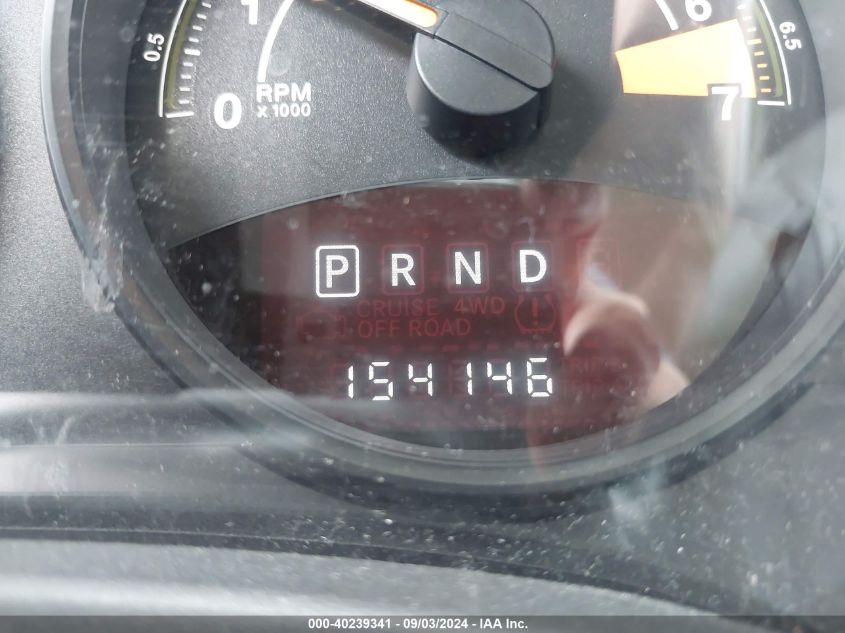 0.5 1 6 6.5
0 RPM 7
x 1000
P R N D
CRUISE 4WD
OFF ROAD
154146
000-40239341 - 09/03/2024 - IAA Inc.